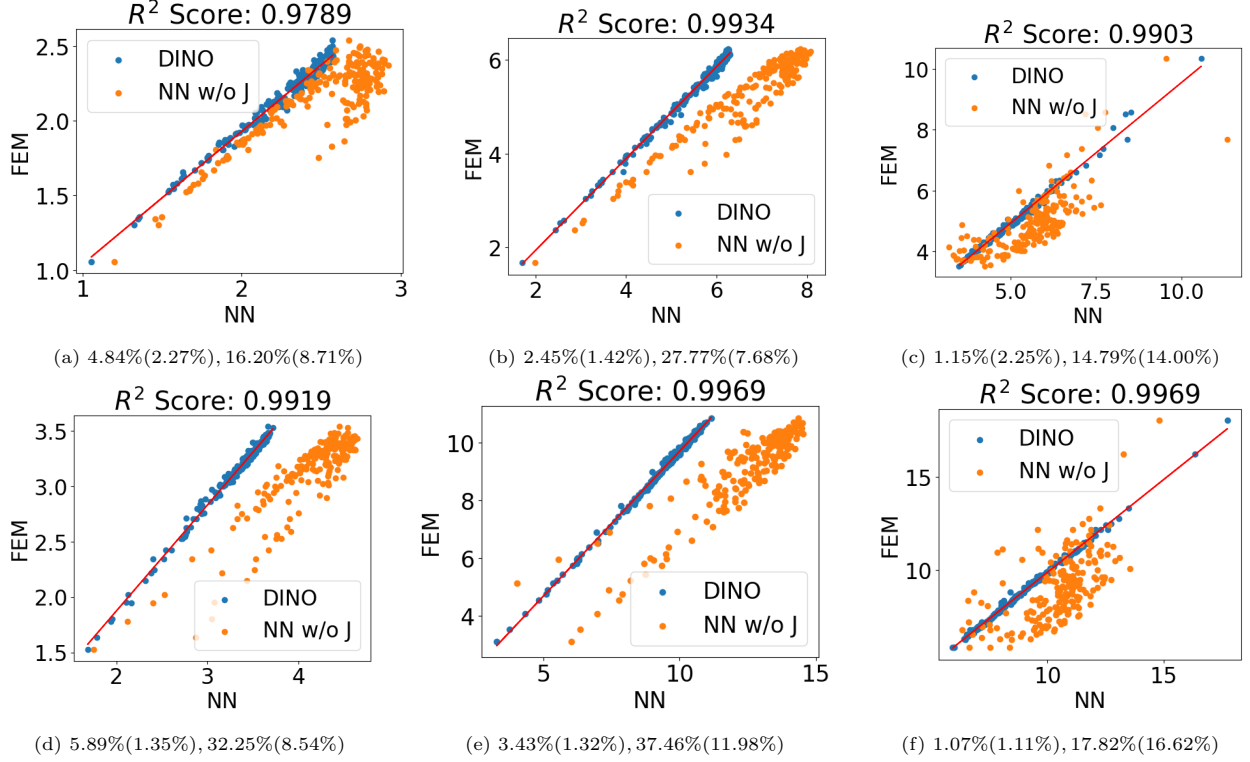 R² Score: 0.9789
R² Score: 0.9934
R² Score: 0.9903
2.5
2.0
1.5
1.0
FEM
DINO
NN w/o J
1
2
3
NN
6
4
2
FEM
DINO
NN w/o J
2
4
6
8
NN
10
8
6
4
FEM
DINO
NN w/o J
5.0
7.5
10.0
NN
(a) 4.84%(2.27%), 16.20%(8.71%)
(b) 2.45%(1.42%), 27.77%(7.68%)
(c) 1.15%(2.25%), 14.79%(14.00%)
R² Score: 0.9919
R² Score: 0.9969
R² Score: 0.9969
3.5
3.0
2.5
2.0
1.5
FEM
DINO
NN w/o J
2
3
4
NN
10
8
6
4
FEM
DINO
NN w/o J
5
10
15
NN
15
10
FEM
DINO
NN w/o J
10
15
NN
(d) 5.89%(1.35%), 32.25%(8.54%)
(e) 3.43%(1.32%), 37.46%(11.98%)
(f) 1.07%(1.11%), 17.82%(16.62%)